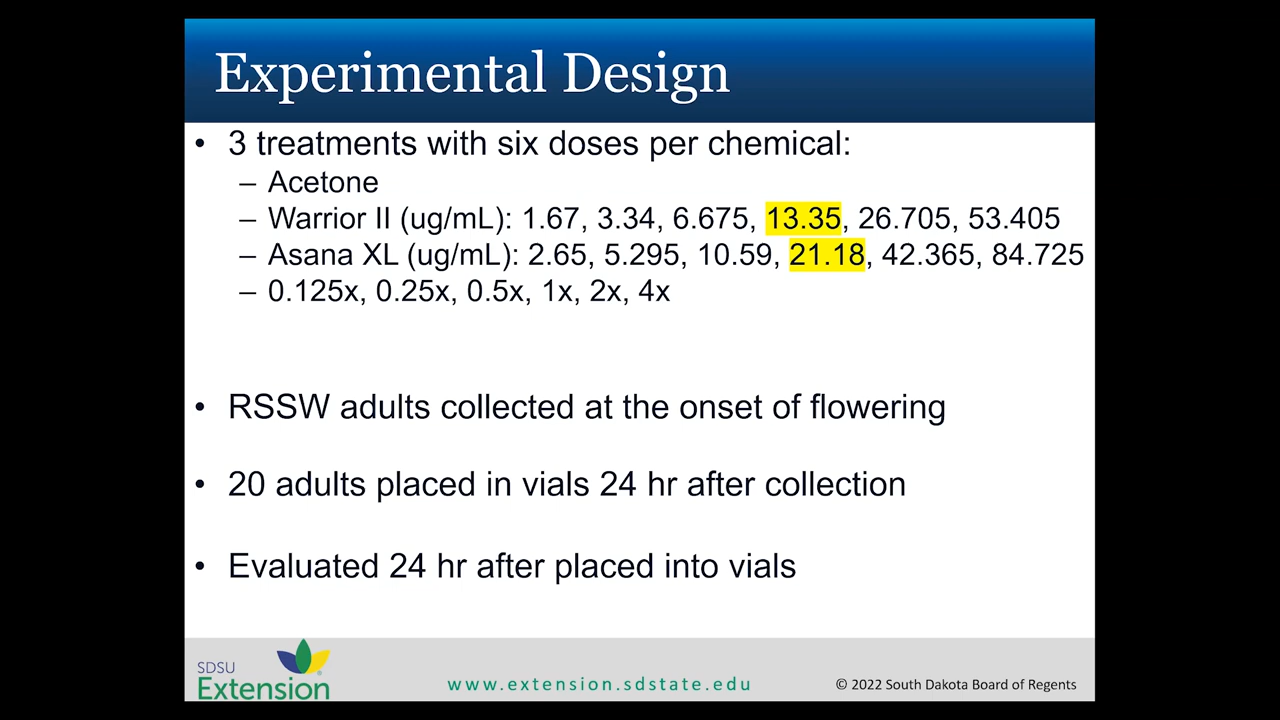 Experimental Design
• 3 treatments with six doses per chemical:
– Acetone
– Warrior II (ug/mL): 1.67, 3.34, 6.675, 13.35, 26.705, 53.405
– Asana XL (ug/mL): 2.65, 5.295, 10.59, 21.18, 42.365, 84.725
– 0.125x, 0.25x, 0.5x, 1x, 2x, 4x
• RSSW adults collected at the onset of flowering
• 20 adults placed in vials 24 hr after collection
• Evaluated 24 hr after placed into vials
SDSU
Extension
www.extension.sdstate.edu
© 2022 South Dakota Board of Regents